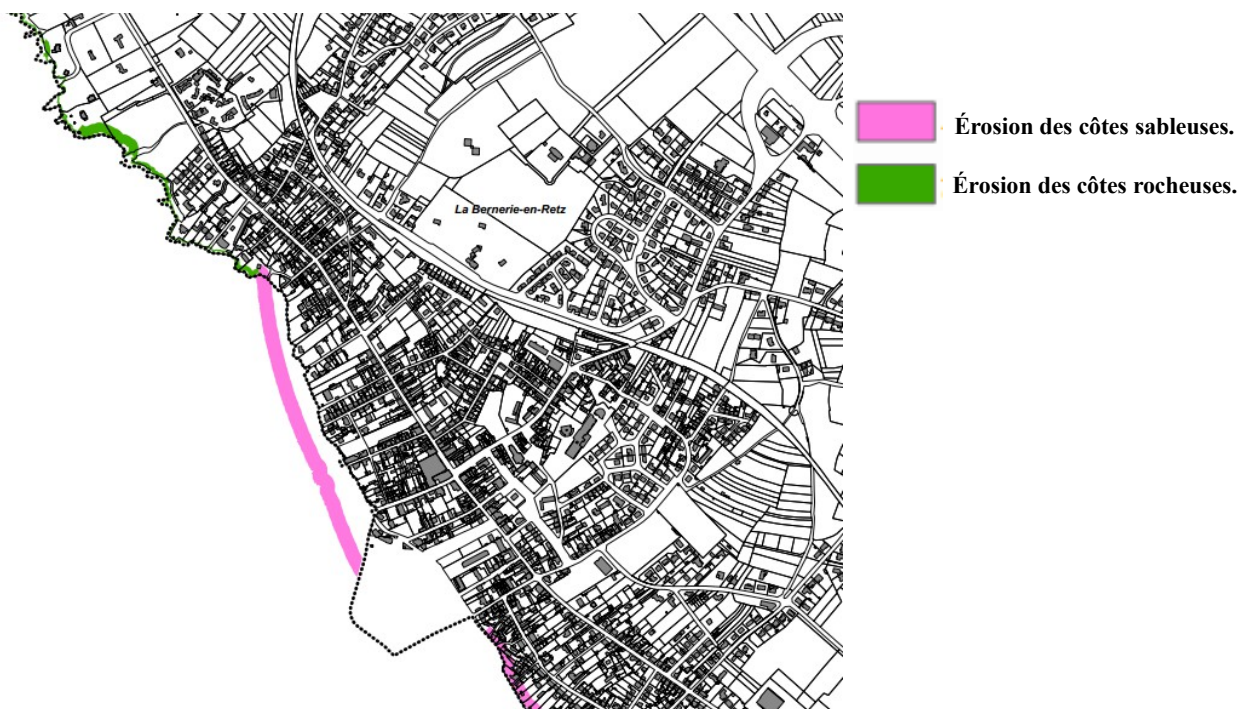 Érosion des côtes sableuses.
Érosion des côtes rocheuses.
La Bernerie-en-Retz